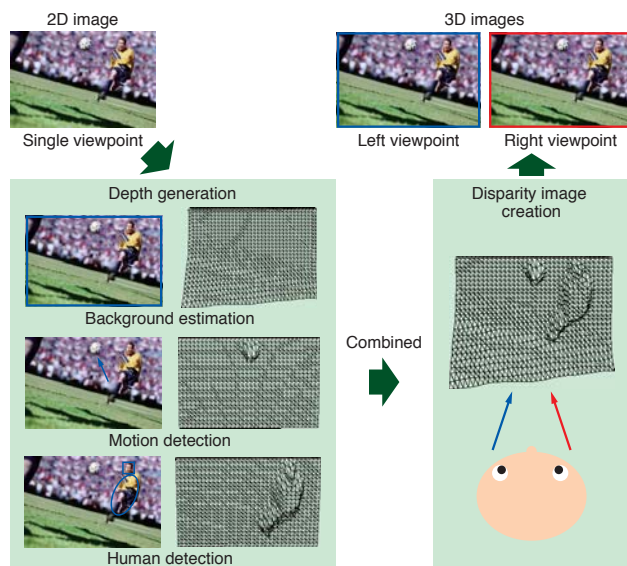 2D image
Single viewpoint
3D images
Left viewpoint
Right viewpoint
Depth generation
Background estimation
Motion detection
Human detection
Combined
Disparity image
creation